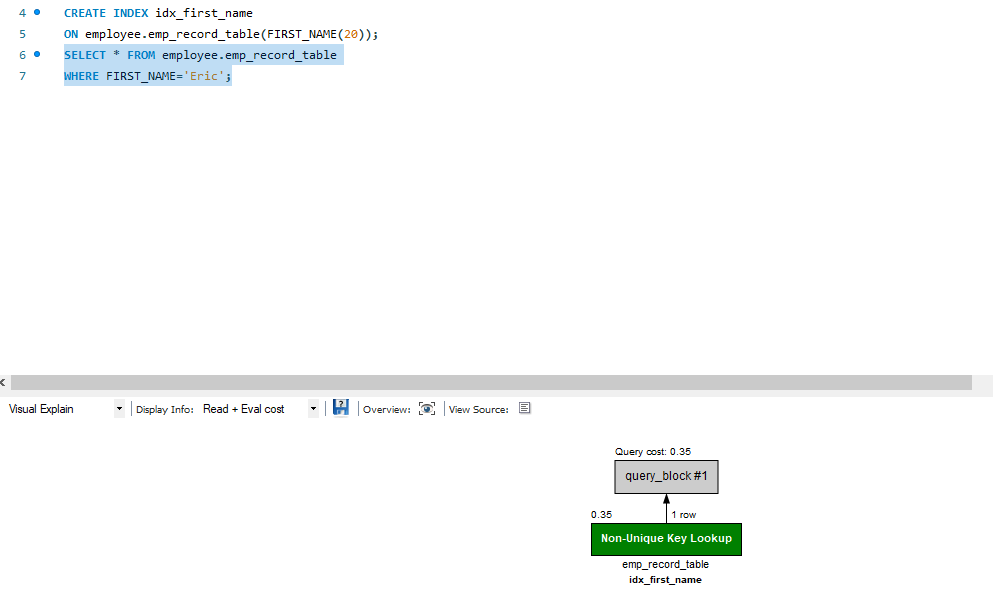 4 CREATE INDEX idx_first_name
5 ON employee.emp_record_table(FIRST_NAME(20));
6 SELECT * FROM employee.emp_record_table
7 WHERE FIRST_NAME='Eric';
Visual Explain Display Info: Read + Eval cost ? Overview: View Source:
Query cost: 0.35
query_block #1
0.35 1 row
Non-Unique Key Lookup
emp_record_table
idx_first_name